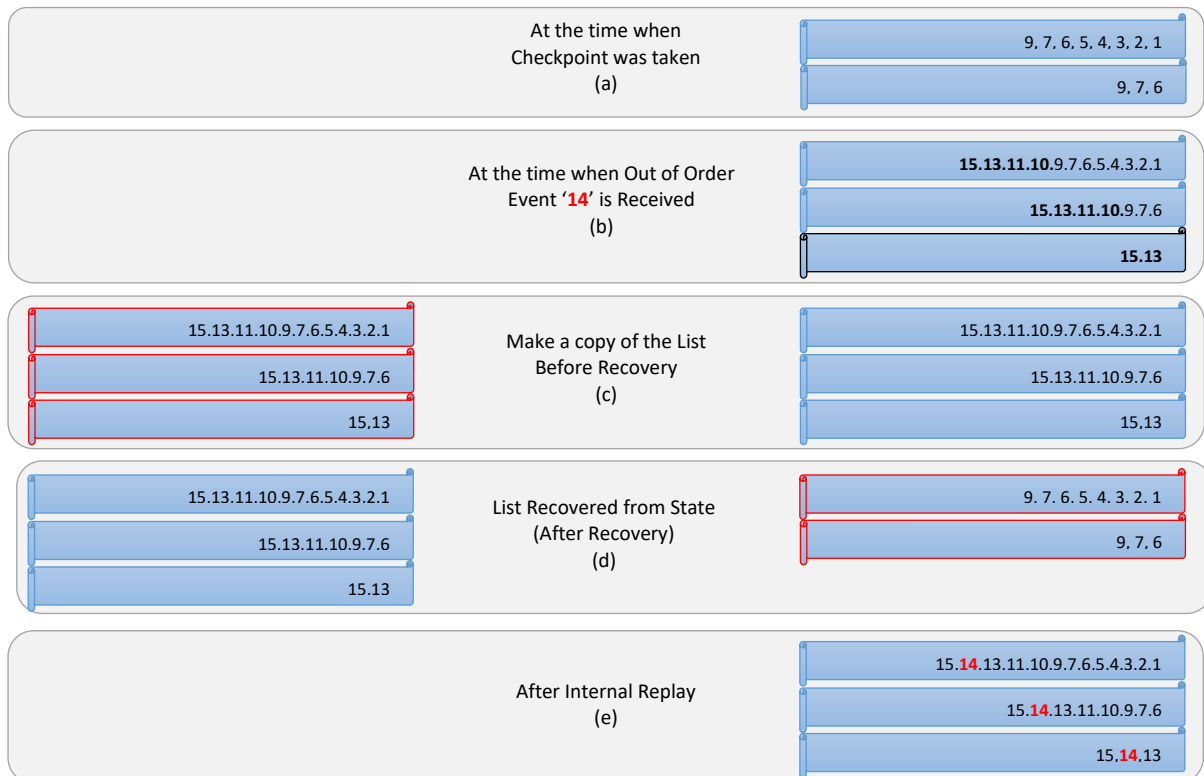 At the time when
Checkpoint was taken
(a)
9, 7, 6, 5, 4, 3, 2, 1
9, 7, 6
At the time when Out of Order
Event ‘14’ is Received
(b)
15.13.11.10.9.7.6.5.4.3.2.1
15.13.11.10.9.7.6
15.13
15.13.11.10.9.7.6.5.4.3.2.1
15.13.11.10.9.7.6
15,13
Make a copy of the List
Before Recovery
(c)
15.13.11.10.9.7.6.5.4.3.2.1
15.13.11.10.9.7.6
15,13
15.13.11.10.9.7.6.5.4.3.2.1
15.13.11.10.9.7.6
15.13
List Recovered from State
(After Recovery)
(d)
9. 7. 6. 5. 4. 3. 2. 1
9, 7, 6
After Internal Replay
(e)
15.14.13.11.10.9.7.6.5.4.3.2.1
15.14.13.11.10.9.7.6
15,14,13